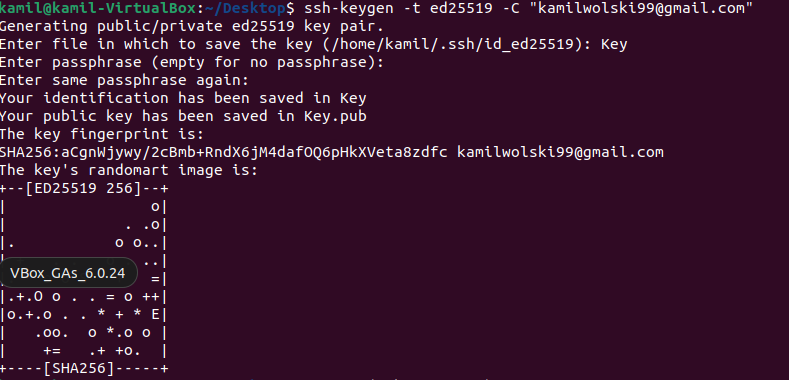 kamil@kamil-VirtualBox:~/Desktop$ ssh-keygen -t ed25519 -C "kamilwolski99@gmail.com"
Generating public/private ed25519 key pair.
Enter file in which to save the key (/home/kamil/.ssh/id_ed25519): Key
Enter passphrase (empty for no passphrase):
Enter same passphrase again:
Your identification has been saved in Key
Your public key has been saved in Key.pub
The key fingerprint is:
SHA256:aCgnWjywy/2cBmb+RndX6jM4dafOQ6pHkXVeta8zdfc kamilwolski99@gmail.com
The key's randomart image is:
+--[ED25519 256]--+
|                o|
|             . .o|
|.           o o..|
               ..|
VBox_GAs_6.0.24
                =|
|.+.O o . . = o ++|
|o.+.o . . * + * E|
|   .oo.  o *.o o |
|    +=   .+ +o.  |
+----[SHA256]-----+